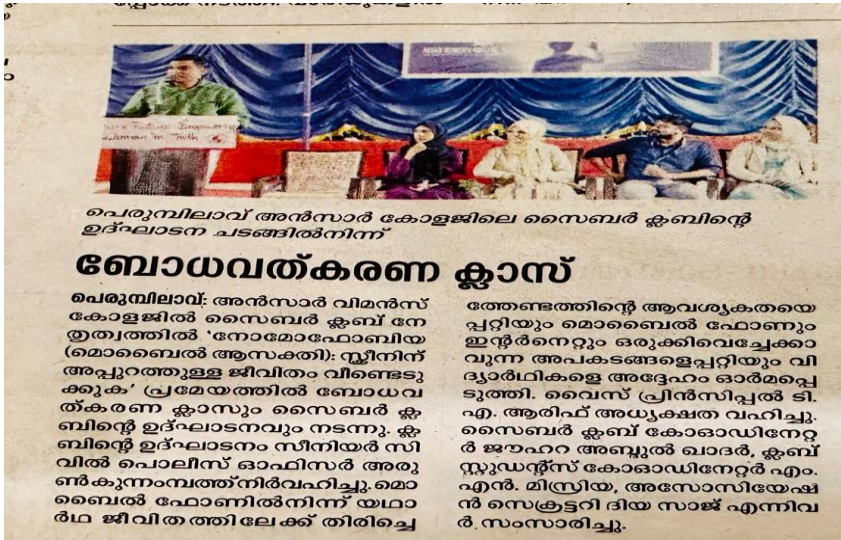 പെരുമ്പിലാവ് അൻസാർ കോളജിലെ സൈബർ ക്ലബിന്റെ
ഉദ്ഘാടന ചടങ്ങിൽനിന്ന്
ബോധവത്കരണ ക്ലാസ്
പെരുമ്പിലാവ്: അൻസാർ വിമൻസ്
കോളജിൽ സൈബർ ക്ലബ് നേ
തൃത്വത്തിൽ ‘നോമോഫോബിയ
(മൊബൈൽ ആസക്തി): സ്ക്രീനിന്
അപ്പുറത്തുള്ള ജീവിതം വീണ്ടെടു
ക്കുക’ പ്രമേയത്തിൽ ബോധവ
ത്കരണ ക്ലാസും സൈബർ ക്ല
ബിന്റെ ഉദ്ഘാടനവും നടന്നു. ക്ല
ബിന്റെ ഉദ്ഘാടനം സീനിയർ സി
വിൽ പൊലീസ് ഓഫിസർ അരു
ൺകുന്നംമ്പത്ത് നിർവഹിച്ചു. മൊ
ബൈൽ ഫോണിൽനിന്ന് യഥാ
ർഥ ജീവിതത്തിലേക്ക് തിരിച്ചെ
ത്തേണ്ടത്തിന്റെ ആവശ്യകതയെ
പ്പറ്റിയും മൊബൈൽ ഫോണും
ഇന്റർനെറ്റും ഒരുക്കിവെച്ചേക്കാ
വുന്ന അപകടങ്ങളെപ്പറ്റിയും വി
ദ്യാർഥികളെ അദ്ദേഹം ഓർമപ്പെ
ടുത്തി. വൈസ് പ്രിൻസിപ്പൽ ടി.
എ. ആരിഫ് അധ്യക്ഷത വഹിച്ചു.
സൈബർ ക്ലബ് കോഓഡിനേറ്റ
ർ ജൗഹറ അബ്ദുൽ ഖാദർ, ക്ലബ്
സ്റ്റുഡന്റ്സ് കോഓഡിനേറ്റർ എം.
എൻ. മിസ്രിയ, അസോസിയേഷ
ൻ സെക്രട്ടറി ദിയ സാജ് എന്നിവ
ർ സംസാരിച്ചു.